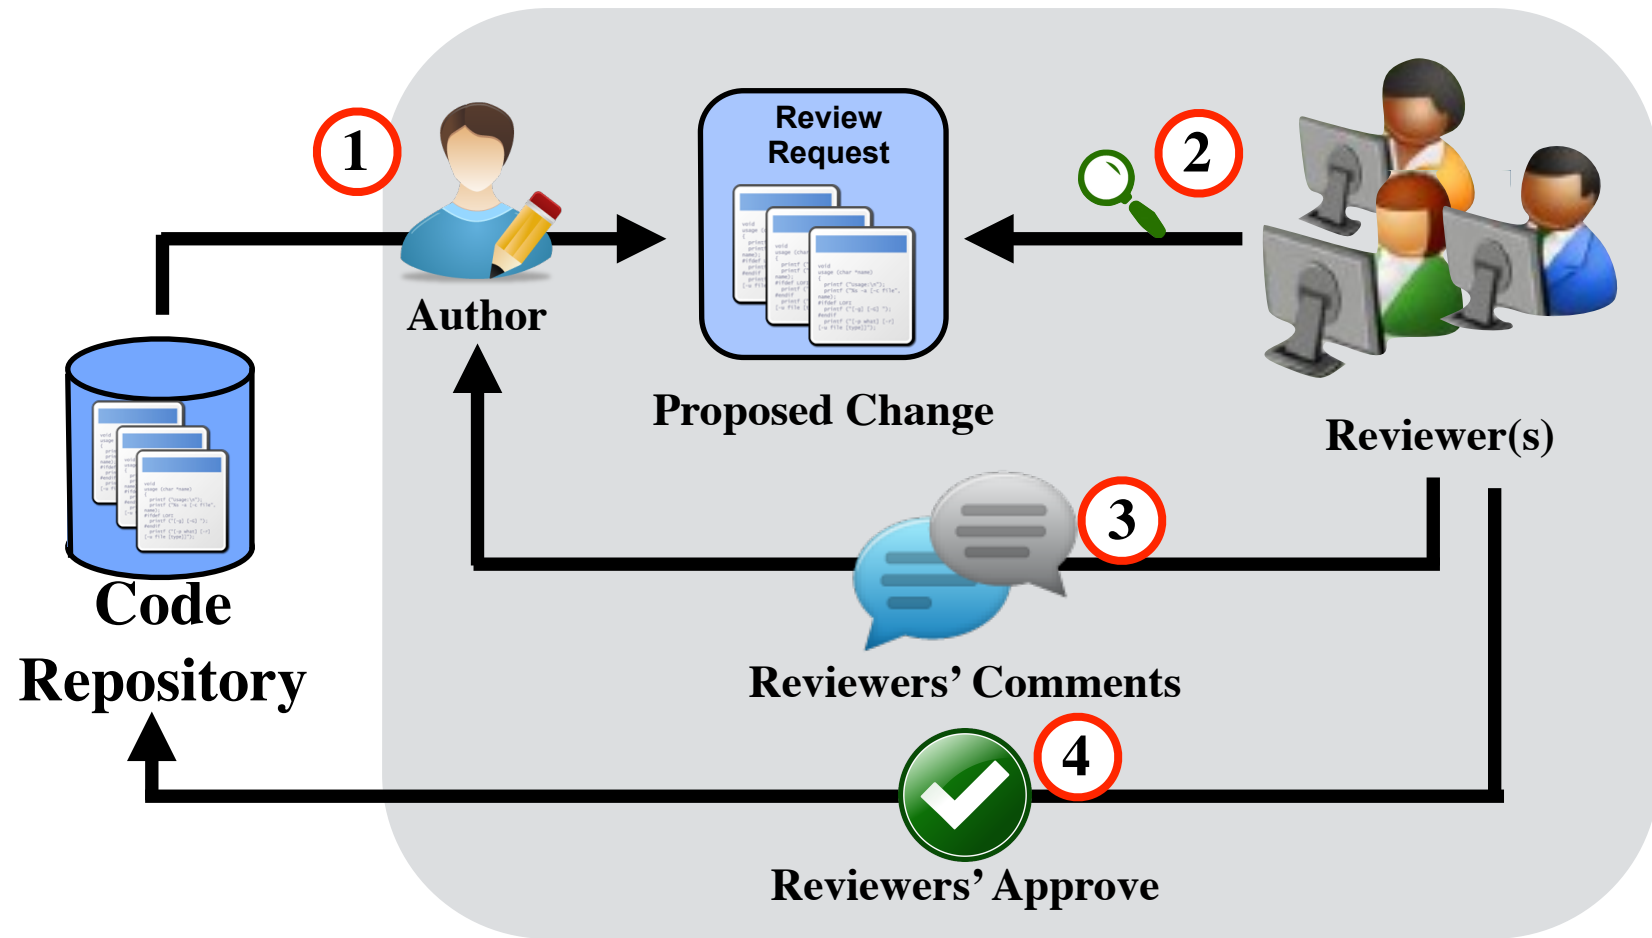 1
Review
Request
2
Author
Proposed Change
Reviewer(s)
3
Code
Repository
Reviewers’ Comments
4
Reviewers’ Approve